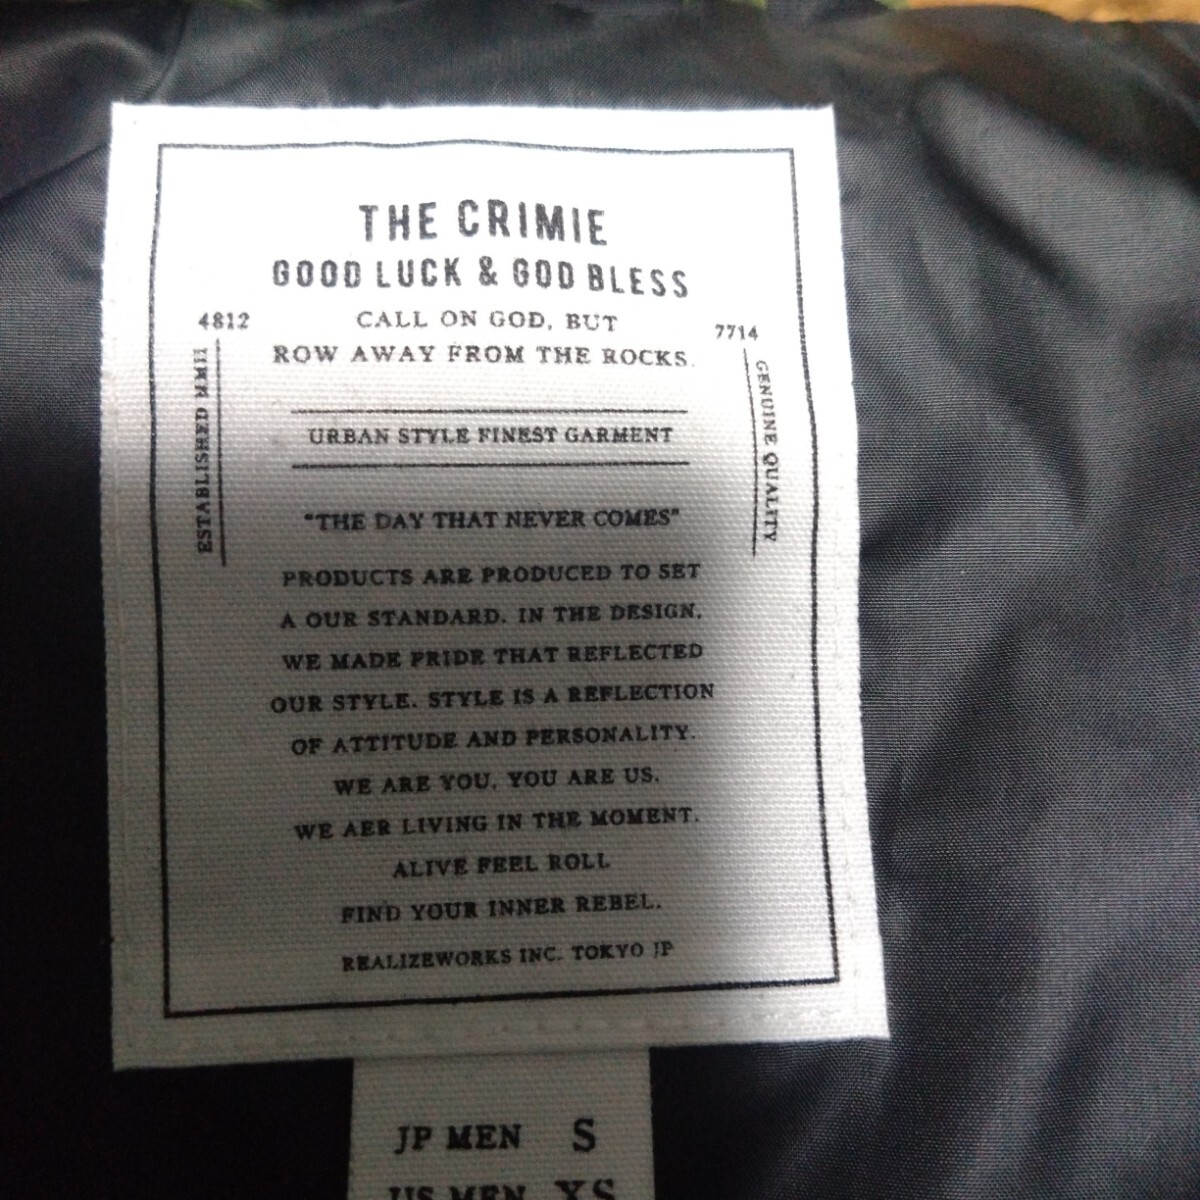 THE CRIMIE
GOOD LUCK & GOD BLESS
4812
CALL ON GOD, BUT
7714
ROW AWAY FROM THE ROCKS.
ESTABLISHED MMII
GENUINE QUALITY
URBAN STYLE FINEST GARMENT
"THE DAY THAT NEVER COMES"
PRODUCTS ARE PRODUCED TO SET
A OUR STANDARD. IN THE DESIGN,
WE MADE PRIDE THAT REFLECTED
OUR STYLE. STYLE IS A REFLECTION
OF ATTITUDE AND PERSONALITY.
WE ARE YOU, YOU ARE US.
WE AER LIVING IN THE MOMENT.
ALIVE FEEL ROLL
FIND YOUR INNER REBEL.
REALIZEWORKS INC. TOKYO JP
JP MEN S
US MEN XS